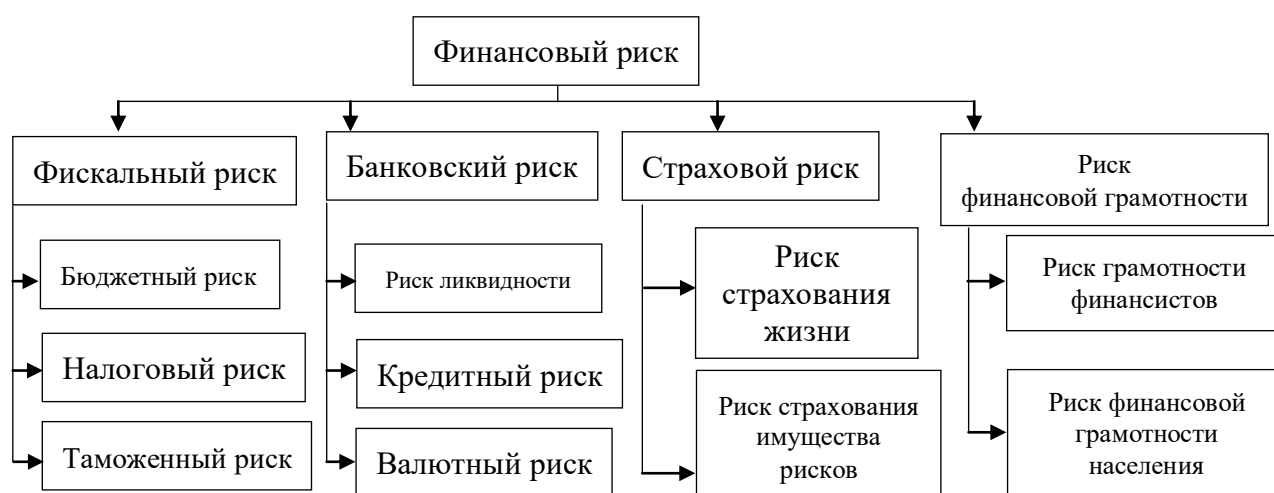 Финансовый риск
Фискальный риск
Бюджетный риск
Налоговый риск
Таможенный риск
Банковский риск
Риск ликвидности
Кредитный риск
Валютный риск
Страховой риск
Риск
страхования
жизни
Риск страхования
имущества
рисков
Риск
финансовой грамотности
Риск грамотности
финансистов
Риск финансовой
грамотности
населения